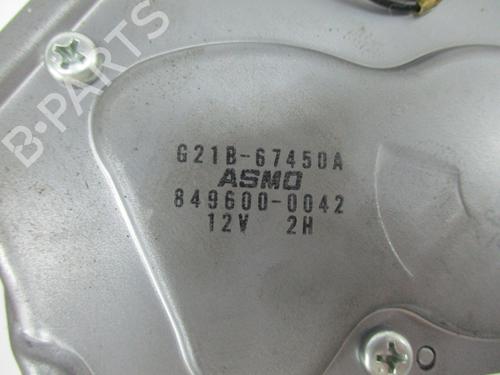 B-PARTS
G21B-67450A
ASMO
849600-0042
12V 2H